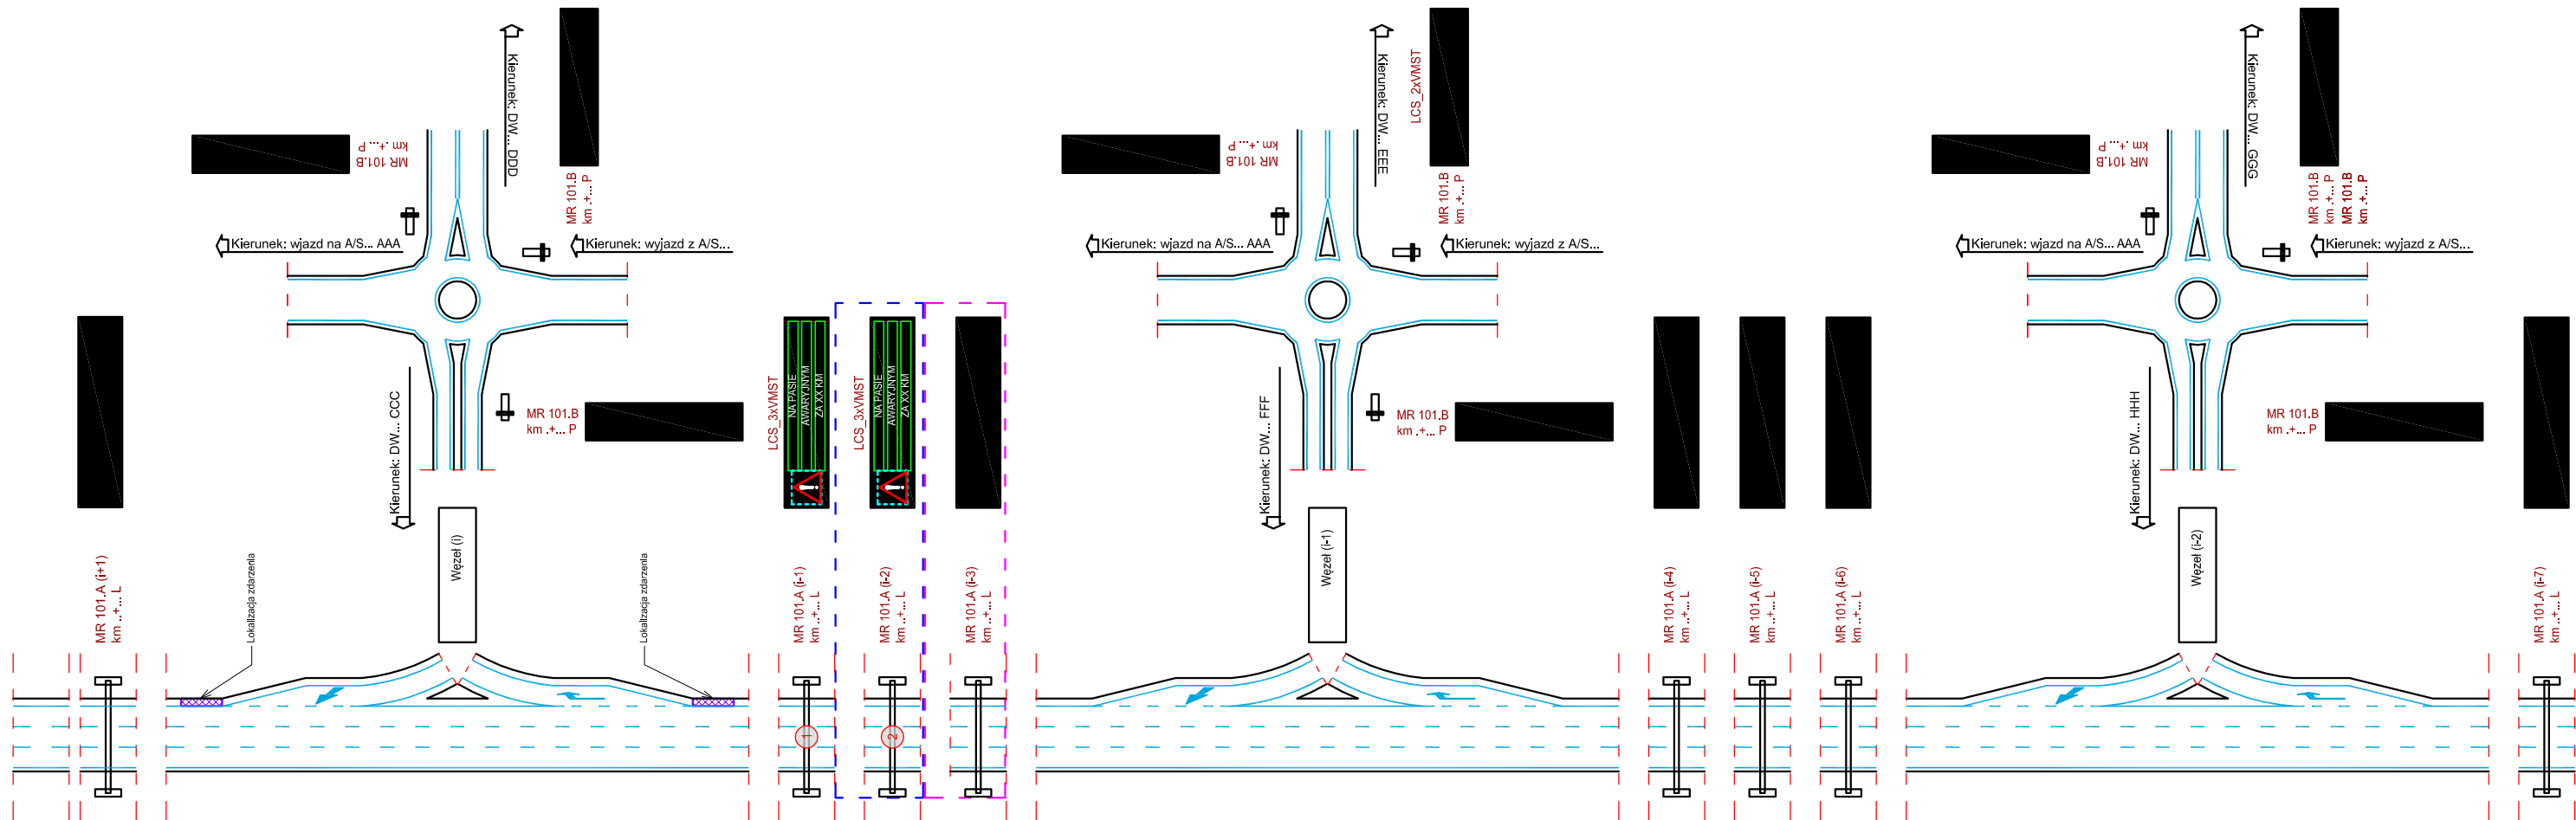 Kierunek: DW... DDD
MR 101.B
km .+... P
MR 101.B
km .+... P
Kierunek: wjazd na A/S... AAA
Kierunek: wyjazd z A/S...
Kierunek: DW... CCC
MR 101.B
km .+... P
Węzeł (i)
MR 101.A (i+1)
km ..+... L
Lokalizacja zdarzenia
Lokalizacja zdarzenia
LCS_3xVMST
NA PASIE
AWARYJNYM
ZA XX KM
MR 101.A (i-1)
km ..+... L
1
LCS_3xVMST
NA PASIE
AWARYJNYM
ZA XX KM
MR 101.A (i-2)
km ..+... L
2
MR 101.A (i-3)
km ..+... L
Kierunek: DW... EEE
LCS_2xVMST
MR 101.B
km .+... P
MR 101.B
km .+... P
Kierunek: wjazd na A/S... AAA
Kierunek: wyjazd z A/S...
Kierunek: DW... FFF
MR 101.B
km .+... P
Węzeł (i-1)
MR 101.A (i-4)
km ..+... L
MR 101.A (i-5)
km ..+... L
MR 101.A (i-6)
km ..+... L
Kierunek: DW... GGG
MR 101.B
km .+... P
MR 101.B
km .+... P
MR 101.B
km .+... P
Kierunek: wjazd na A/S... AAA
Kierunek: wyjazd z A/S...
Kierunek: DW... HHH
MR 101.B
km .+... P
Węzeł (i-2)
MR 101.A (i-7)
km ..+... L